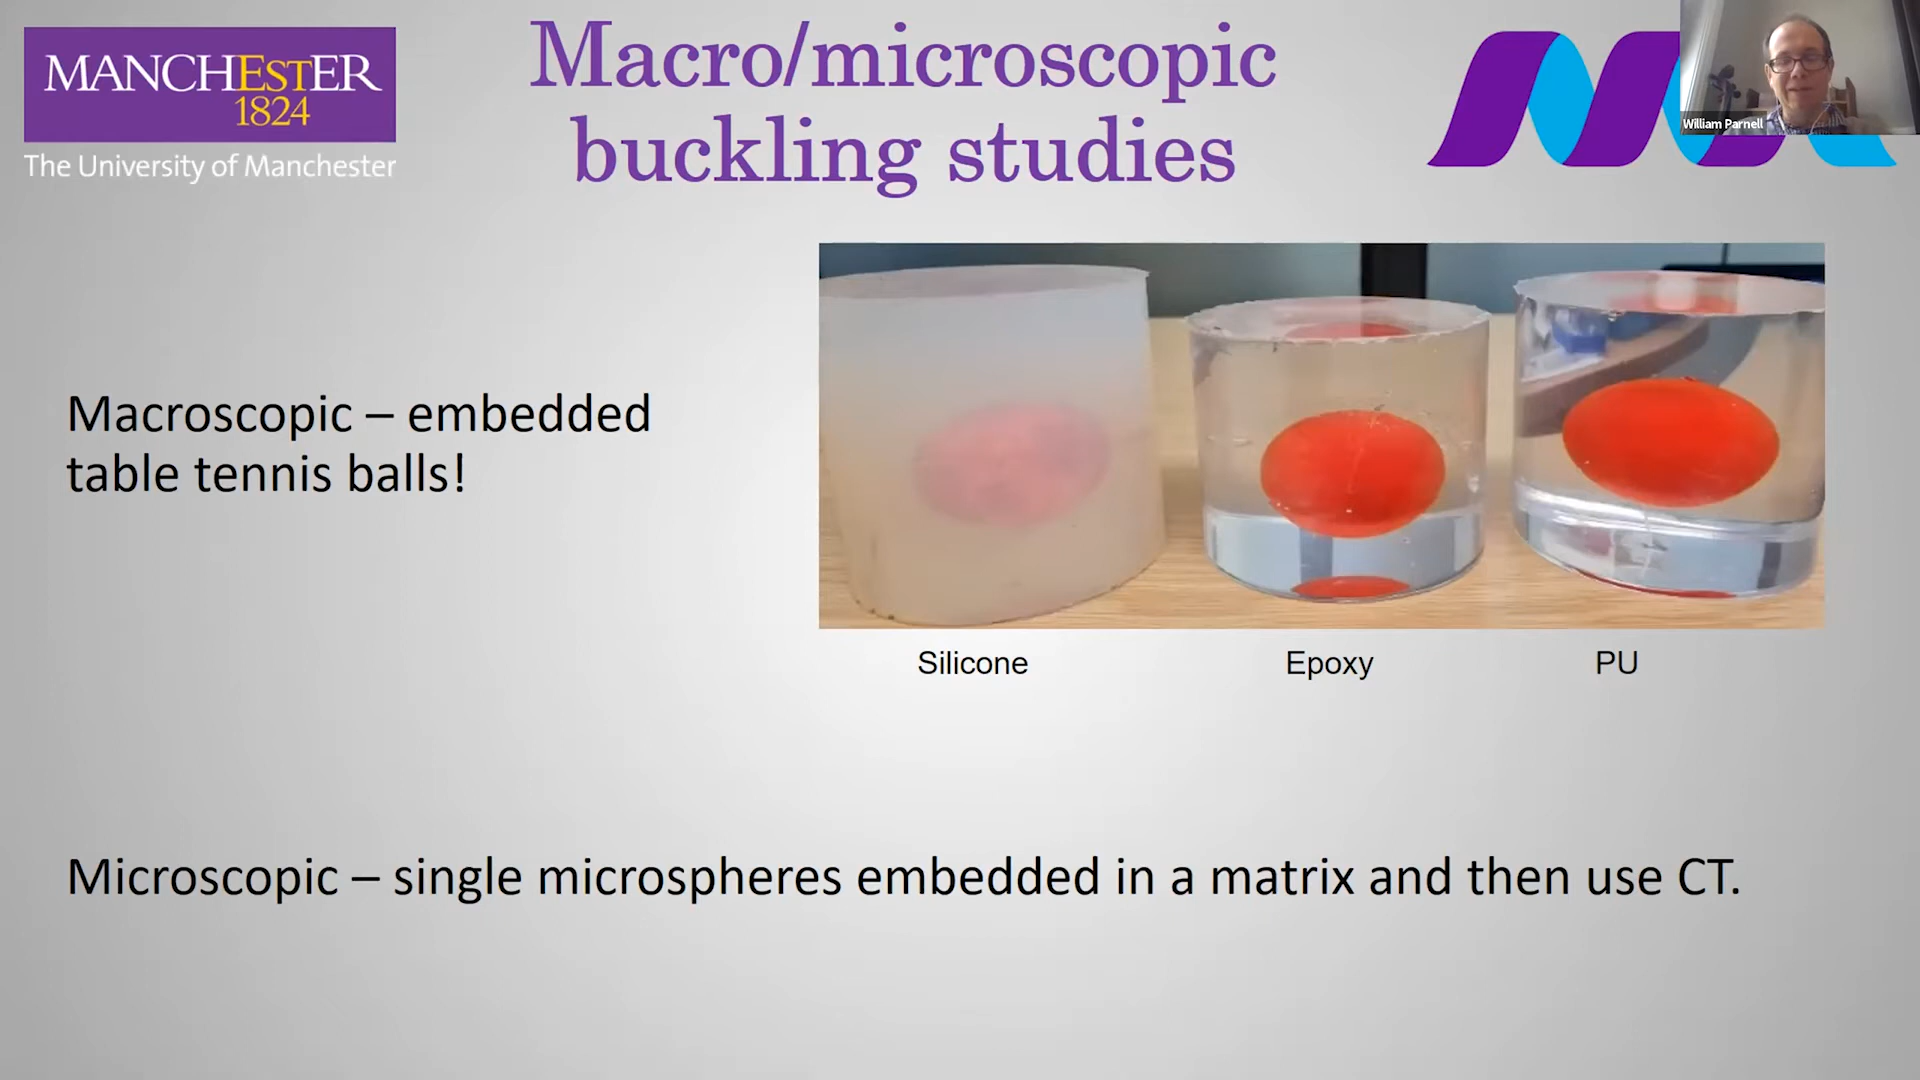 MANCHESTER
1824
The University of Manchester
Macro/microscopic
buckling studies
William Parnell
Macroscopic – embedded
table tennis balls!
Silicone
Epoxy
PU
Microscopic – single microspheres embedded in a matrix and then use CT.